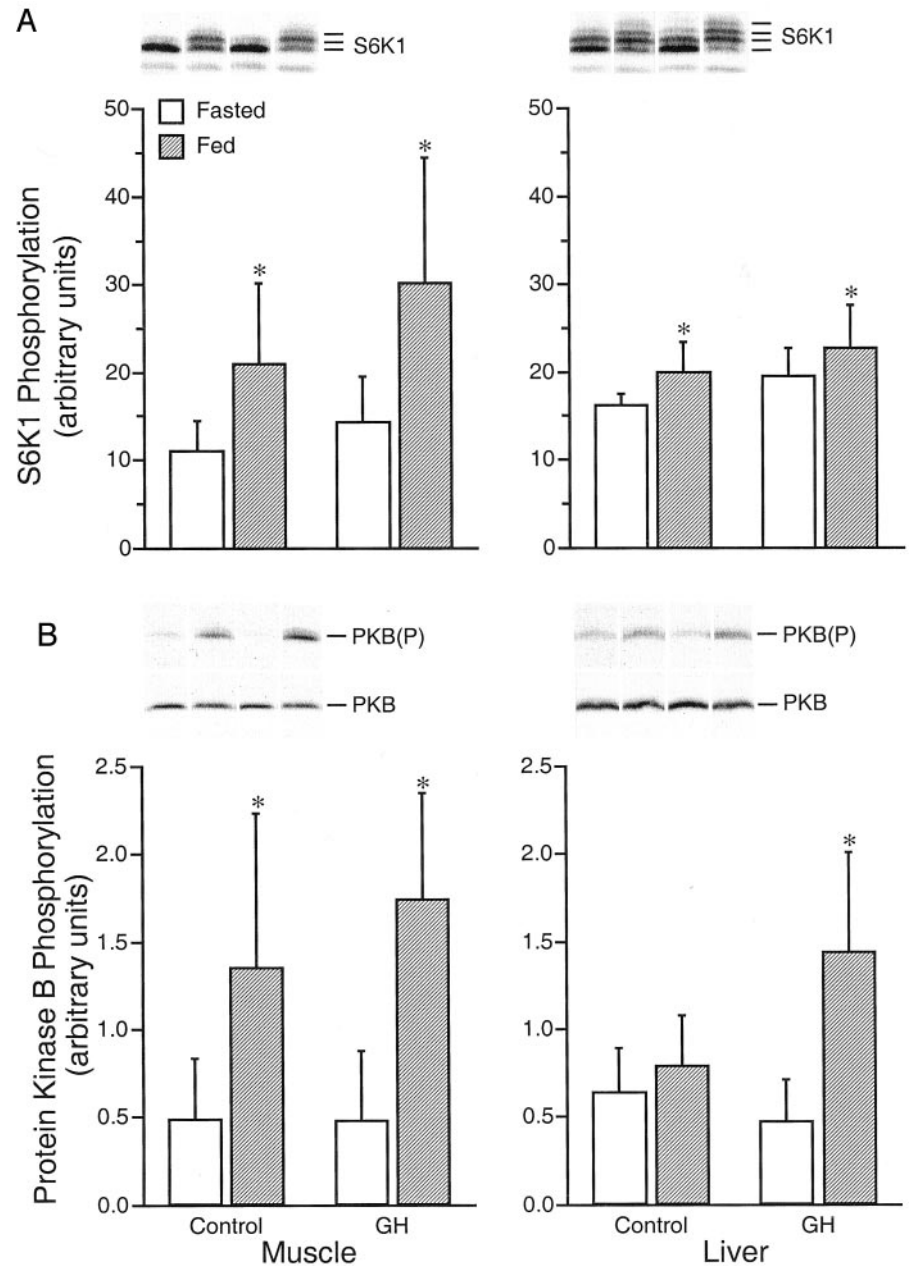 A
S6K1
S6K1
S6K1 Phosphorylation
(arbitrary units)
50
40
30
20
10
0
Fasted
Fed
*
*
50
40
30
20
10
0
*
*
B
PKB(P)
PKB
PKB(P)
PKB
Protein Kinase B Phosphorylation
(arbitrary units)
2.5
2.0
1.5
1.0
0.5
0.0
*
*
Control
GH
Muscle
2.5
2.0
1.5
1.0
0.5
0.0
*
Control
GH
Liver